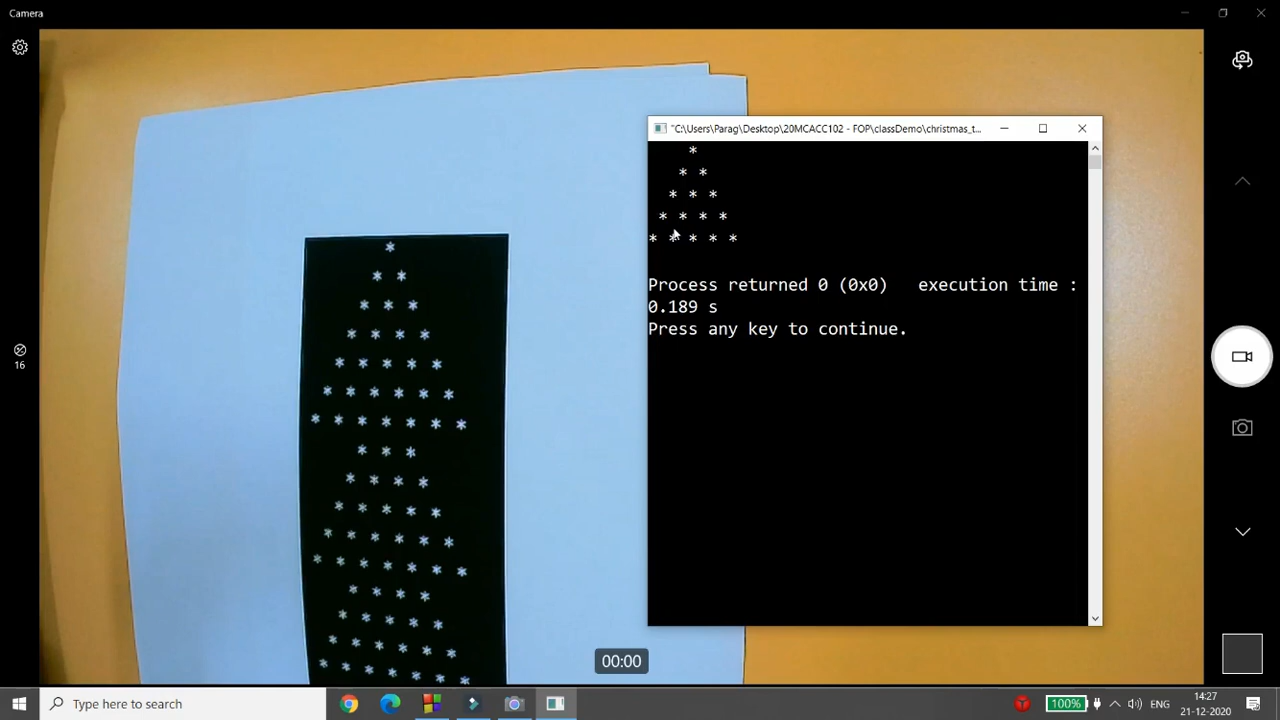 Camera
"C:\Users\Parag\Desktop\20MCACC102 - FOP\classDemo\christmas_t...
*
* *
* * *
* * * *
* * * * *
Process returned 0 (0x0)   execution time :
0.189 s
Press any key to continue.
*
* *
* * *
* * * *
* * * * *
* * * * * *
* * * * * * *
* * *
* * * *
* * * * *
* * * * * *
* * * * * * *
* * * *
* * * * *
* * * * * *
* * * * * * *
16
00:00
Type here to search
100%
ENG
14:27
21-12-2020